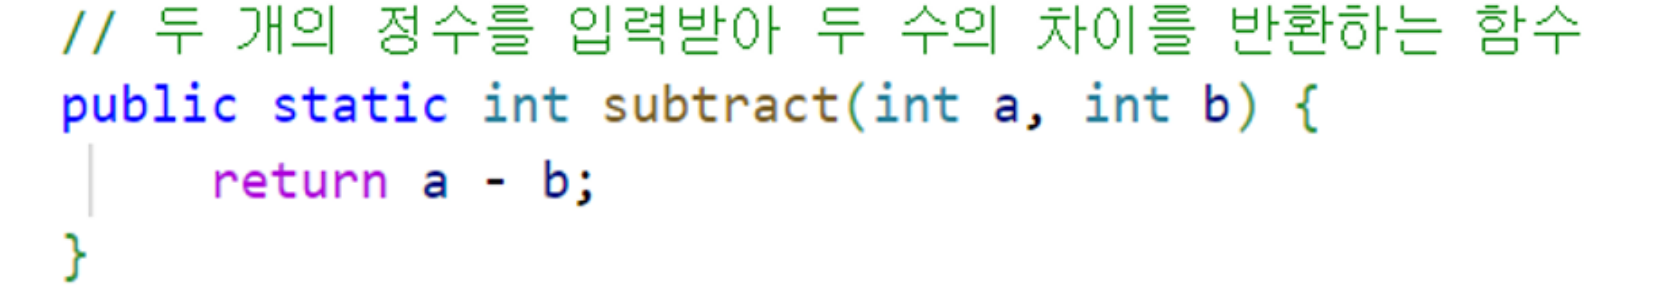 // 두 개의 정수를 입력받아 두 수의 차이를 반환하는 함수
public static int subtract(int a, int b) {
return a - b;
}